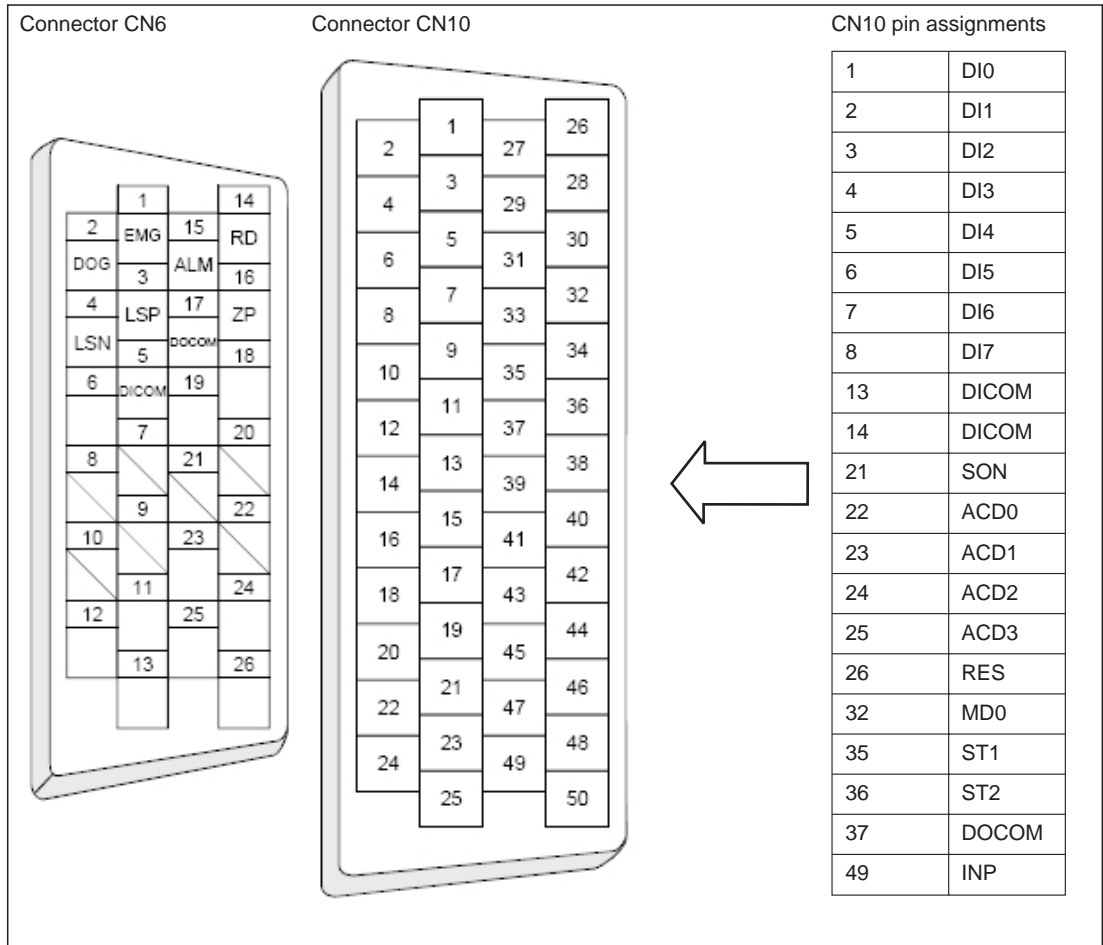 Connector CN6
Connector CN10
CN10 pin assignments
1 14
2 EMG 15 RD
DOG 3 ALM 16
4 LSP 17 ZP
LSN 5 DOCOM 18
6 DICOM 19
7 20
8 21
9 22
10 23
11 24
12 25
13 26
1 26
2 27
3 28
4 29
5 30
6 31
7 32
8 33
9 34
10 35
11 36
12 37
13 38
14 39
15 40
16 41
17 42
18 43
19 44
20 45
21 46
22 47
23 48
24 49
25 50
1 DI0
2 DI1
3 DI2
4 DI3
5 DI4
6 DI5
7 DI6
8 DI7
13 DICOM
14 DICOM
21 SON
22 ACD0
23 ACD1
24 ACD2
25 ACD3
26 RES
32 MD0
35 ST1
36 ST2
37 DOCOM
49 INP